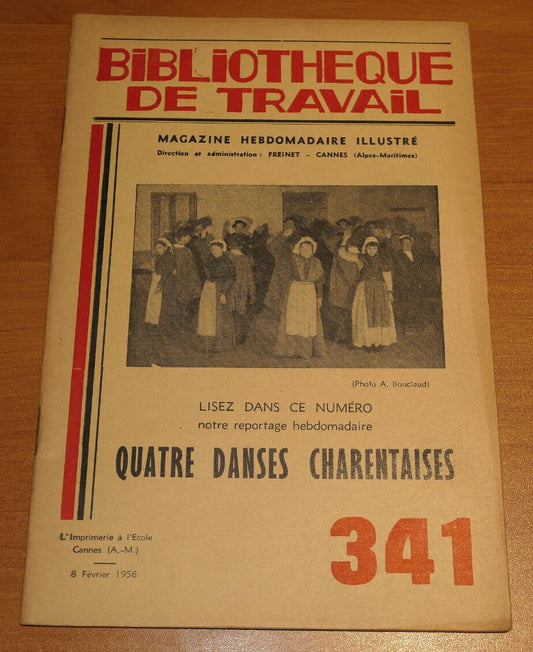 BiBLiOTHEQUE
DE TRAVAiL
MAGAZINE HEBDOMADAIRE ILLUSTRÉ
Direction et administration : FREINET - CANNES (Alpes-Maritimes)
(Photo A. Bouclaud)
LISEZ DANS CE NUMÉRO
notre reportage hebdomadaire
QUATRE DANSES CHARENTAISES
L'Imprimerie à l'Ecole
Cannes (A.-M.)
8 Février 1956
341